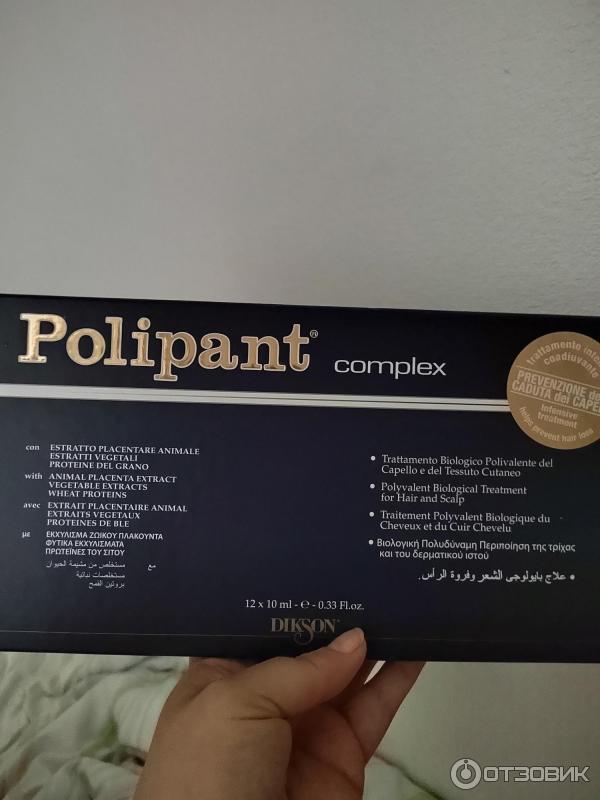 Polipant®
complex
trattamento
coadiuvante
PREVENZIONE
CADUTA dei
Intensive
treatment
helps prevent hair loss
con ESTRATTO PLACENTARE ANIMALE
ESTRATTI VEGETALI
PROTEINE DEL GRANO
with ANIMAL PLACENTA EXTRACT
VEGETABLE EXTRACTS
WHEAT PROTEINS
avec EXTRAIT PLACENTAIRE ANIMAL
EXTRAITS VEGETAUX
PROTEINES DE BLE
με ΕΚΧΥΛΙΣΜΑ ΖΩΙΚΟΥ ΠΛΑΚΟΥΝΤΑ
ΦΥΤΙΚΑ ΕΚΧΥΛΙΣΜΑΤΑ
ΠΡΩΤΕΪΝΕΣ ΤΟΥ ΣΙΤΟΥ
مع مستخلص من مشيمة الحيوان
مستخلصات نباتية
بروتين القمح
• Trattamento Biologico Polivalente del
Capello e del Tessuto Cutaneo
• Polyvalent Biological Treatment
for Hair and Scalp
• Traitement Polyvalent Biologique du
Cheveux et du Cuir Chevelu
• Βιολογική Πολυδύναμη Περιποίηση της τρίχας
και του δερματικού ιστού
• علاج بايولوجى الشعر وفروة الرأس.
12 x 10 ml - ℮ - 0.33 Fl.oz.
DIKSON®
ОТЗОВИК